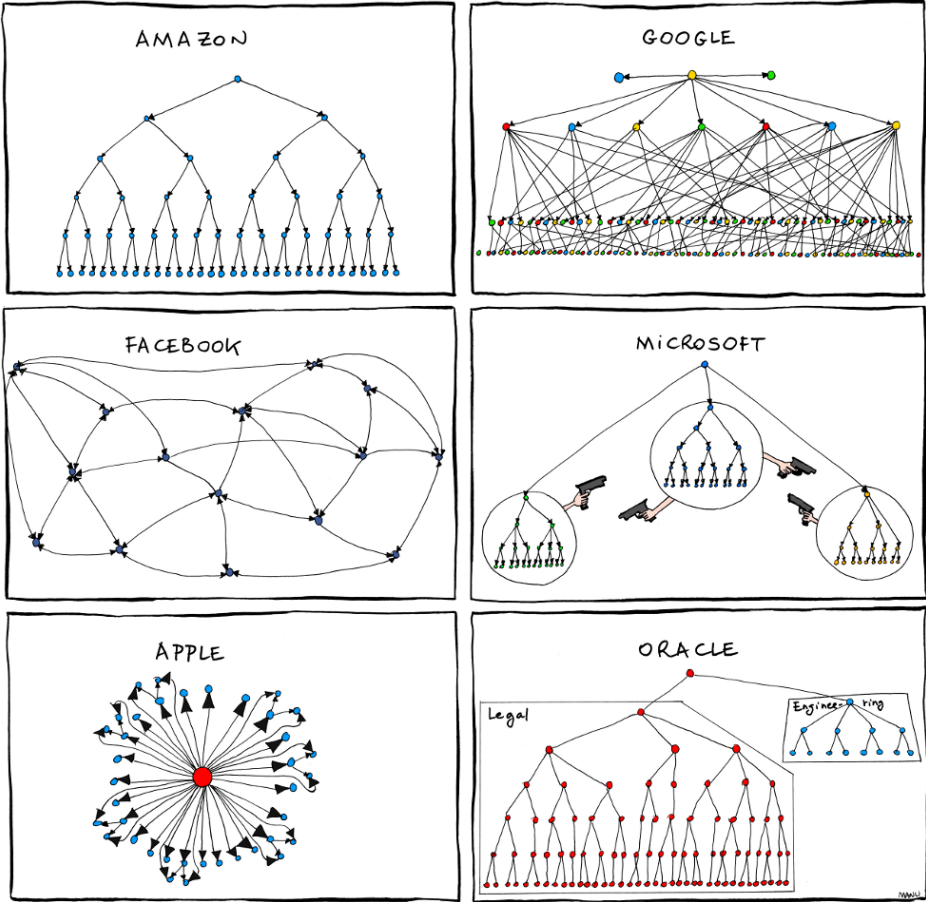 AMAZON
GOOGLE
FACEBOOK
MiCROSOFT
APPLE
ORACLE
Legal
Enginee- ring
MANU